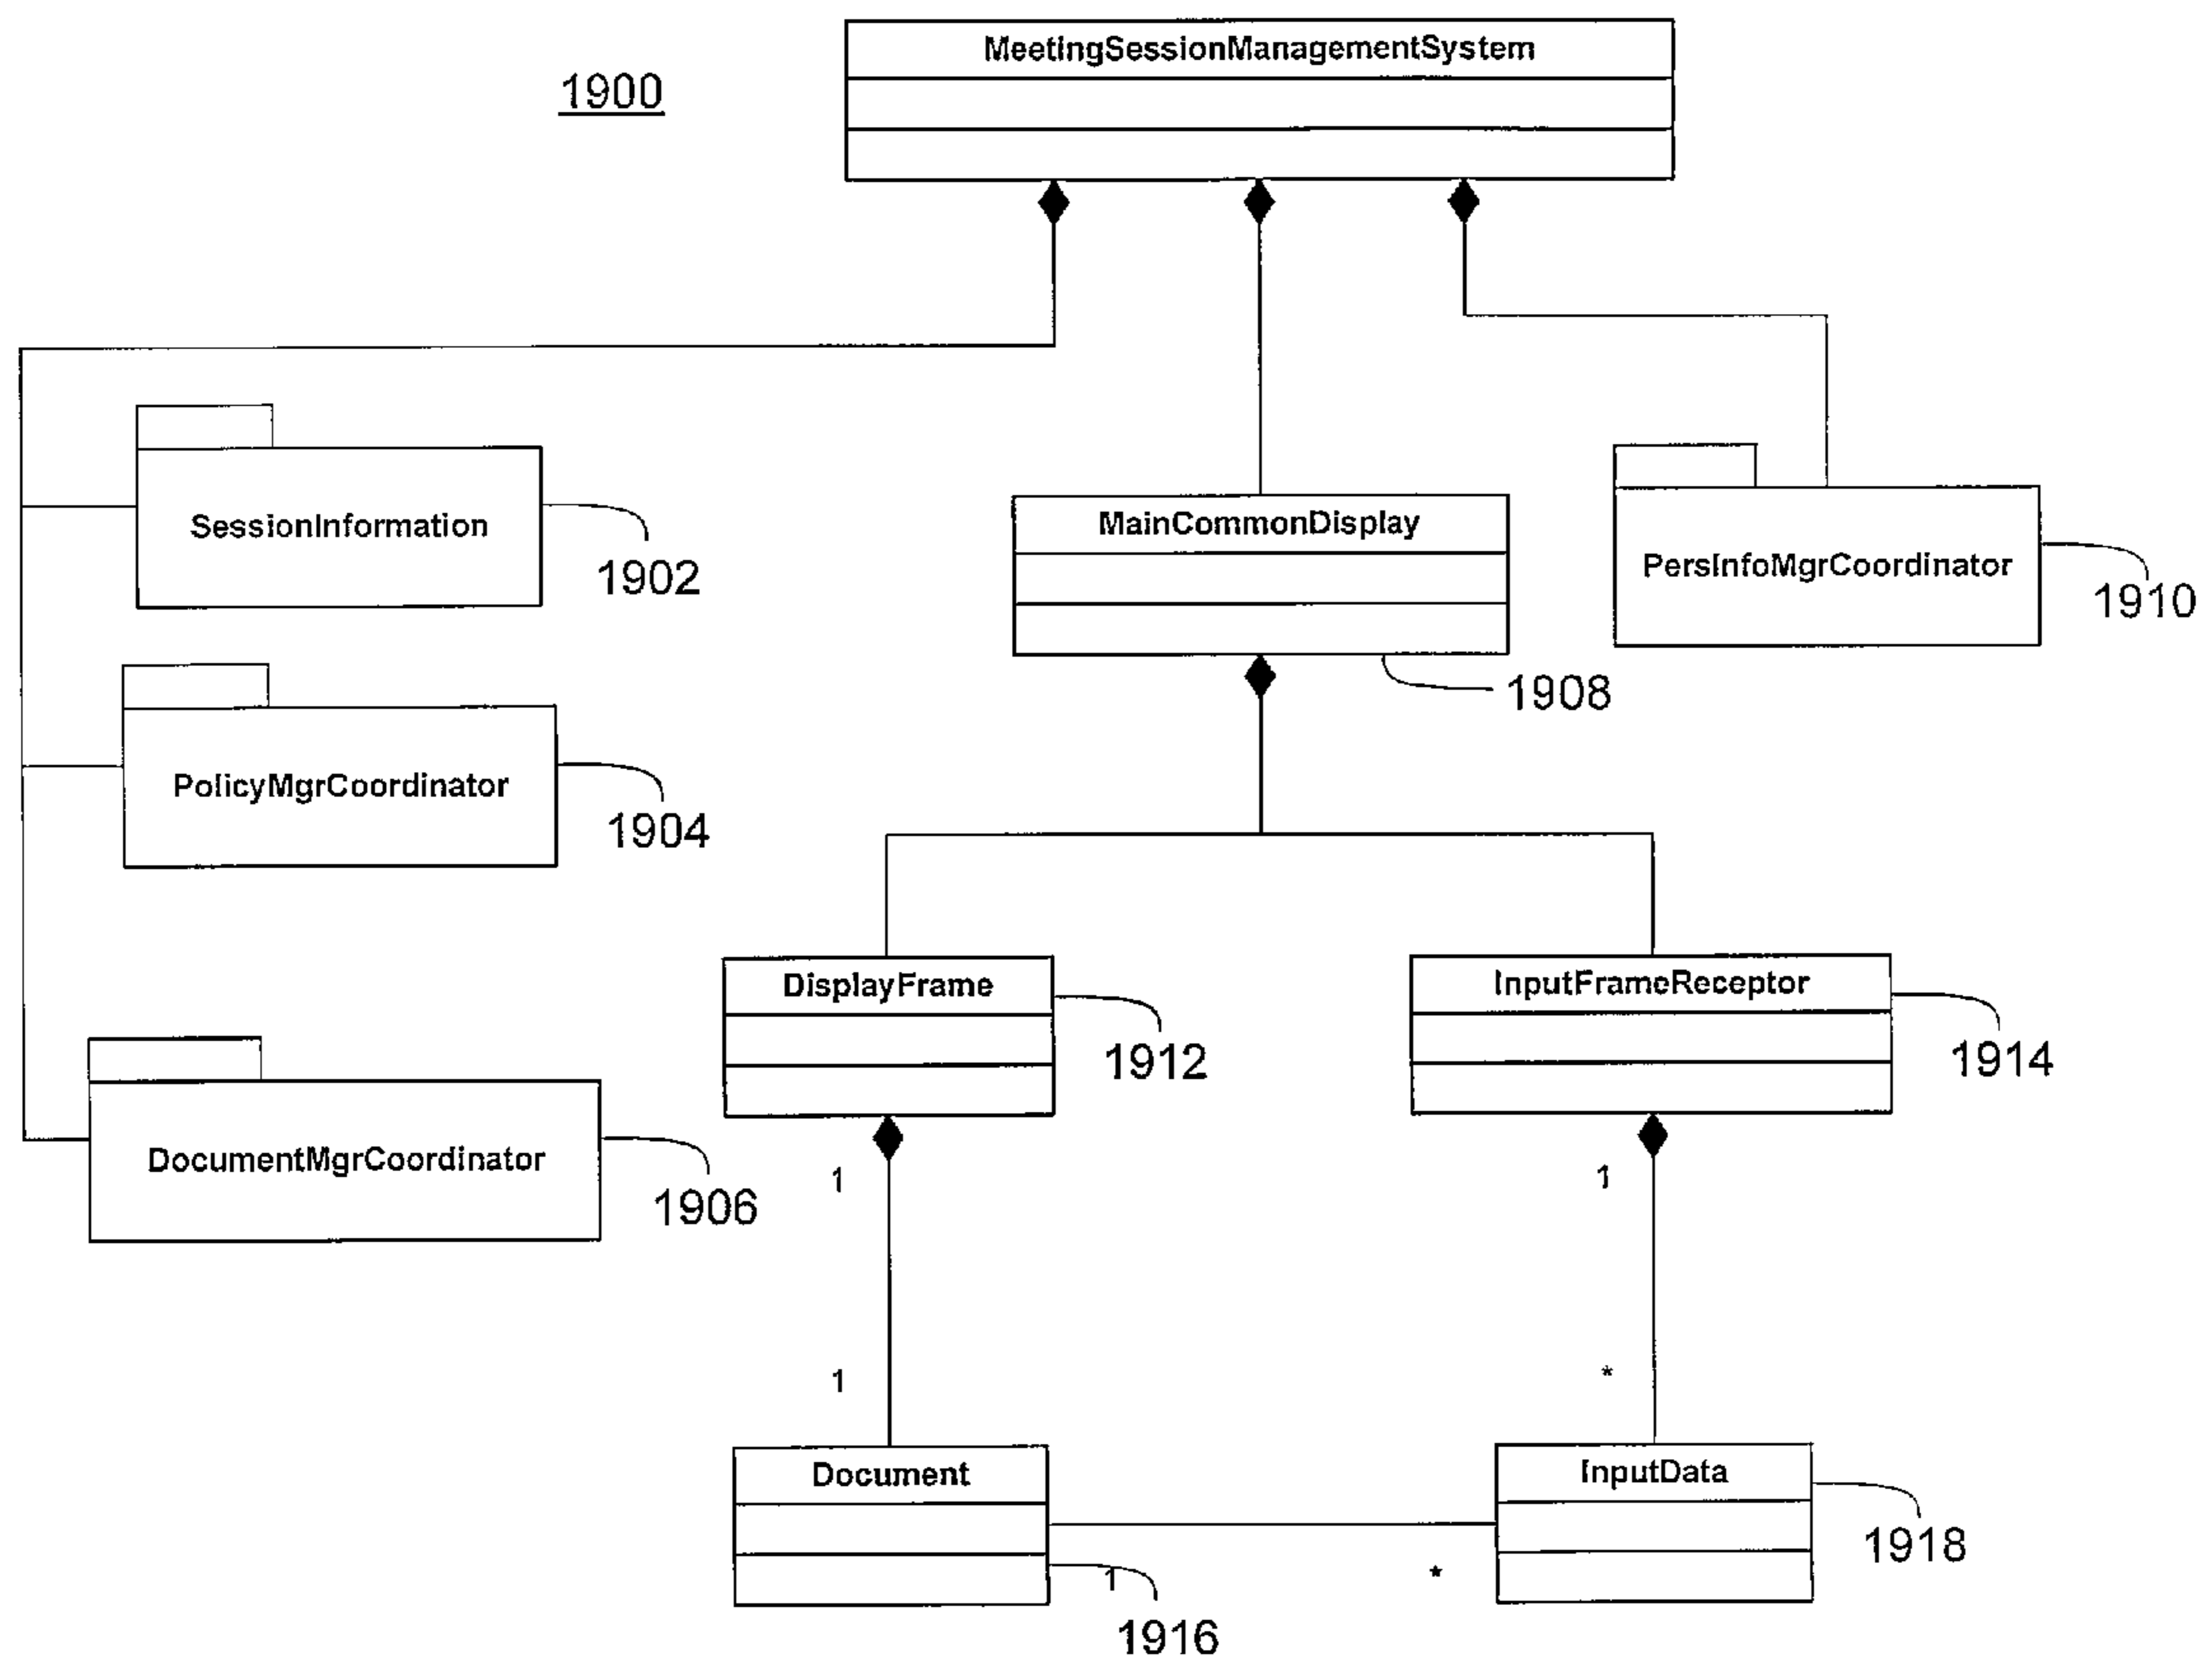 MeetingSessionManagementSystem
1900
SessionInformation
1902
MainCommonDisplay
1908
PersInfoMgrCoordinator
1910
PolicyMgrCoordinator
1904
DocumentMgrCoordinator
1906
DisplayFrame
1912
InputFrameReceptor
1914
1
1
1
*
Document
1916
InputData
1918
1
*